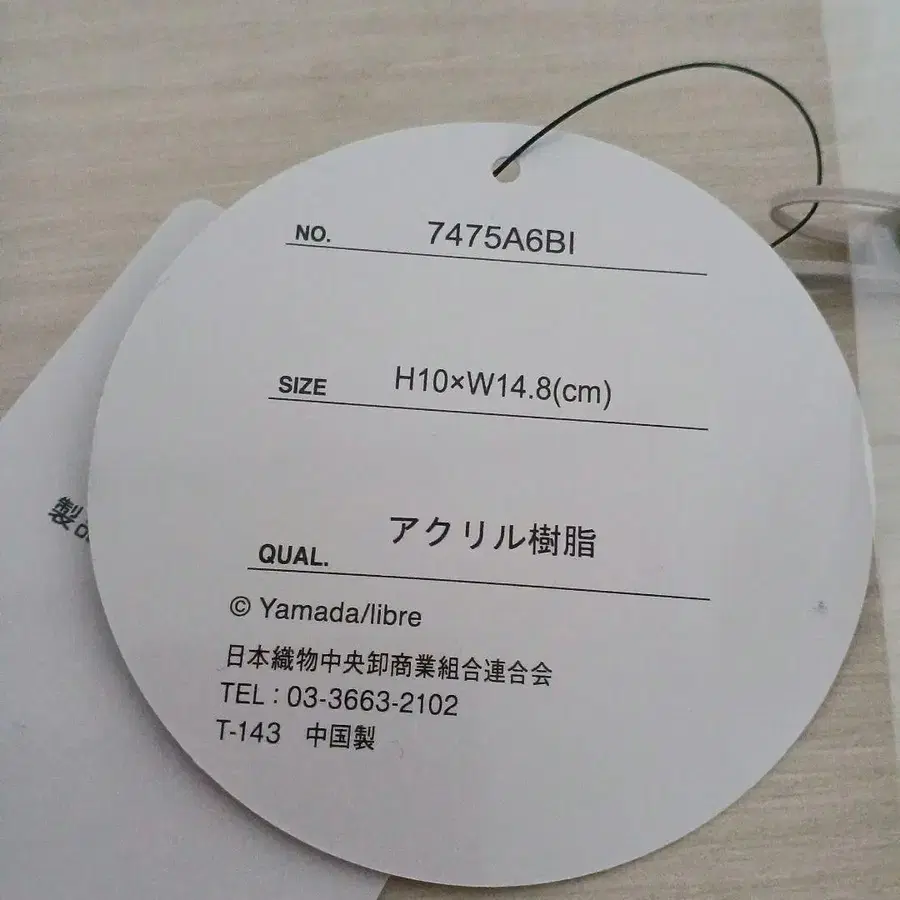 NO. 7475A6BI
SIZE H10×W14.8(cm)
QUAL. アクリル樹脂
© Yamada/libre
日本織物中央卸商業組合連合会
TEL : 03-3663-2102
T-143 中国製
製品